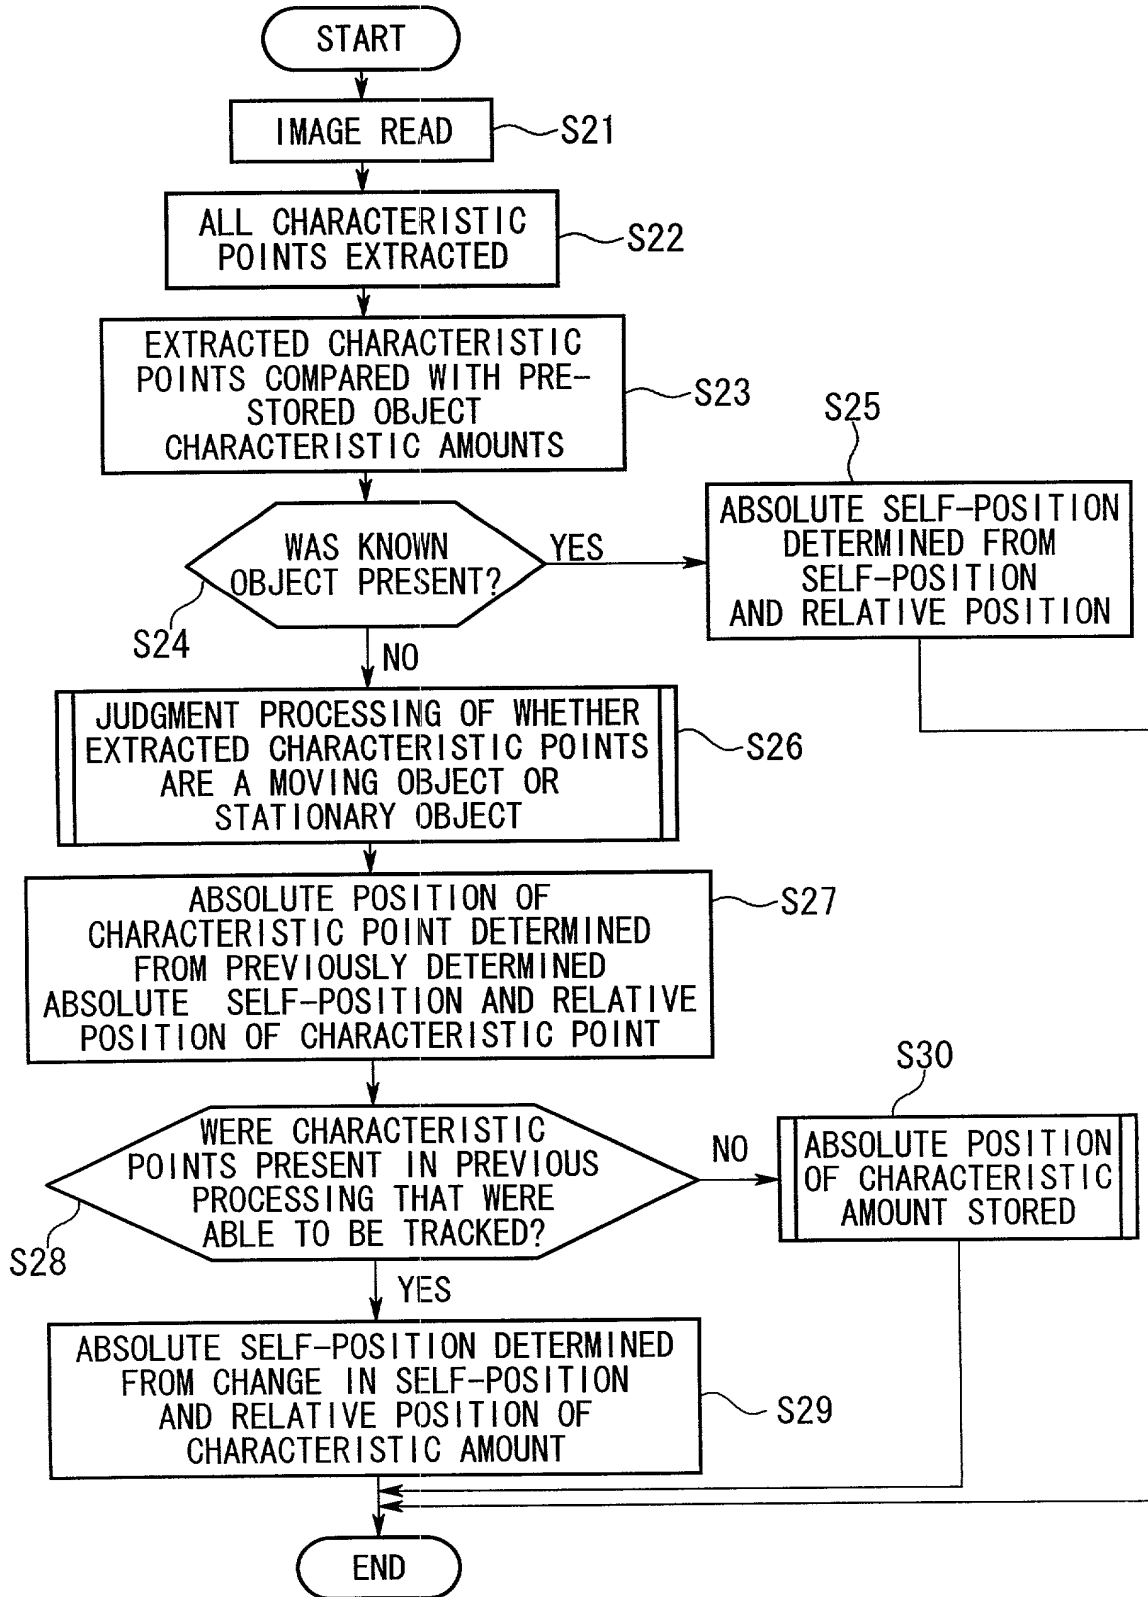 START
IMAGE READ
S21
ALL CHARACTERISTIC
POINTS EXTRACTED
S22
EXTRACTED CHARACTERISTIC
POINTS COMPARED WITH PRE-
STORED OBJECT
CHARACTERISTIC AMOUNTS
S23
WAS KNOWN
OBJECT PRESENT?
S24
YES
NO
S25
ABSOLUTE SELF-POSITION
DETERMINED FROM
SELF-POSITION
AND RELATIVE POSITION
JUDGMENT PROCESSING OF WHETHER
EXTRACTED CHARACTERISTIC POINTS
ARE A MOVING OBJECT OR
STATIONARY OBJECT
S26
ABSOLUTE POSITION OF
CHARACTERISTIC POINT DETERMINED
FROM PREVIOUSLY DETERMINED
ABSOLUTE SELF-POSITION AND RELATIVE
POSITION OF CHARACTERISTIC POINT
S27
WERE CHARACTERISTIC
POINTS PRESENT IN PREVIOUS
PROCESSING THAT WERE
ABLE TO BE TRACKED?
S28
NO
YES
S30
ABSOLUTE POSITION
OF CHARACTERISTIC
AMOUNT STORED
ABSOLUTE SELF-POSITION DETERMINED
FROM CHANGE IN SELF-POSITION
AND RELATIVE POSITION OF
CHARACTERISTIC AMOUNT
S29
END